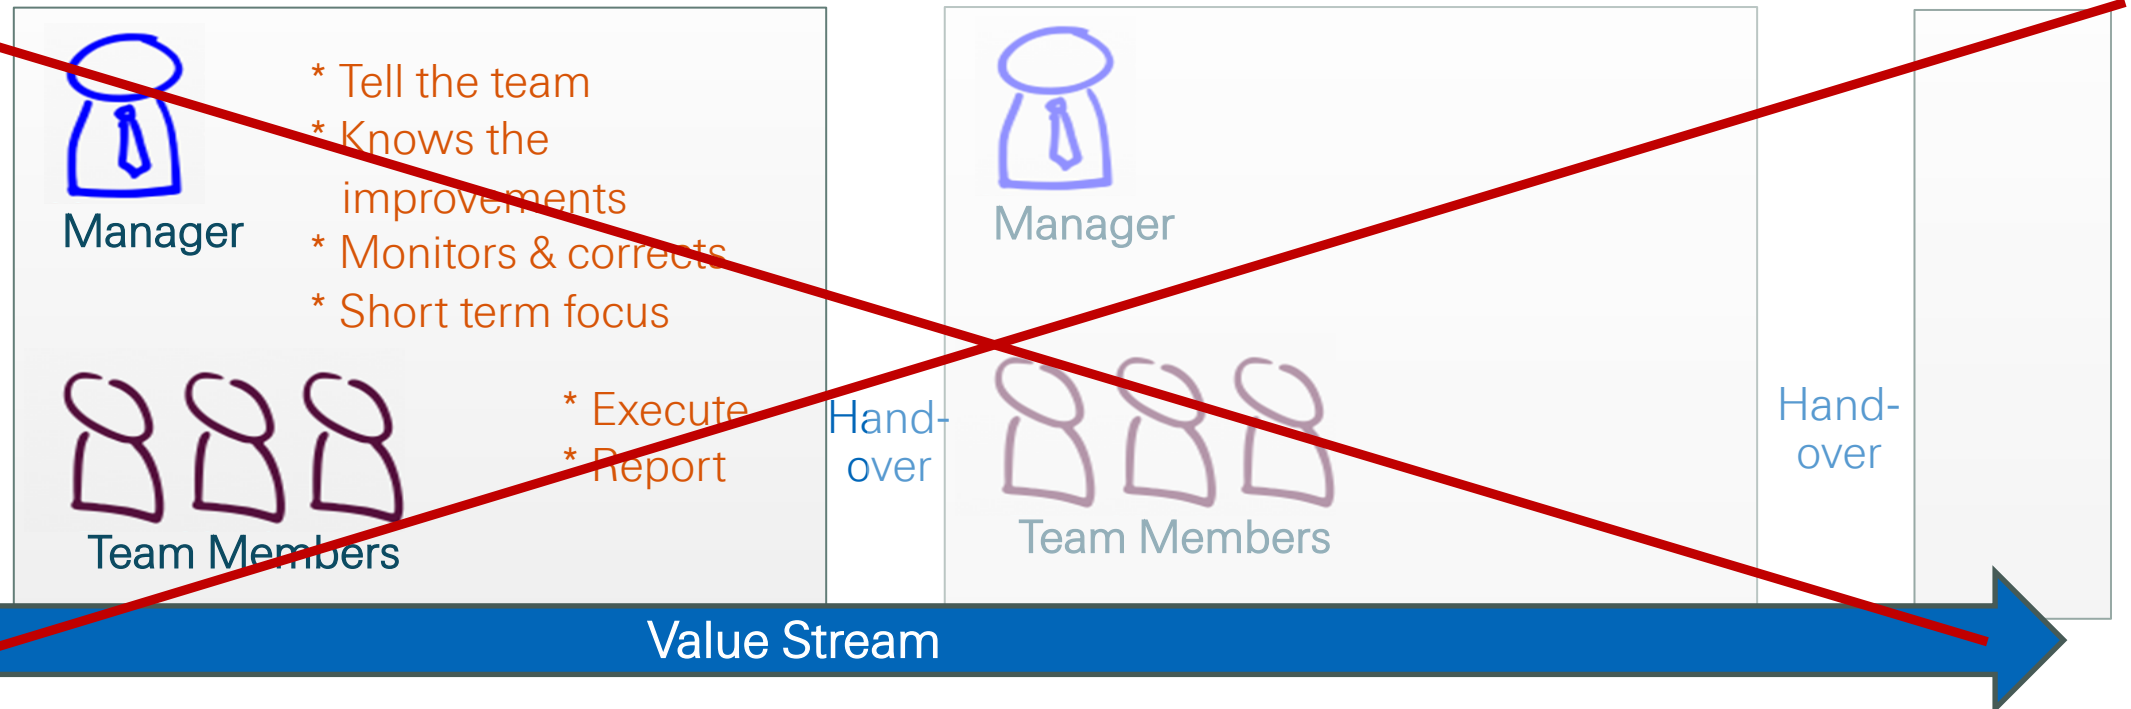 * Tell the team
* Knows the
improvements
* Monitors & corrects
* Short term focus
Manager
* Execute
* Report
Team Members
Hand-
over
Manager
Team Members
Hand-
over
Value Stream